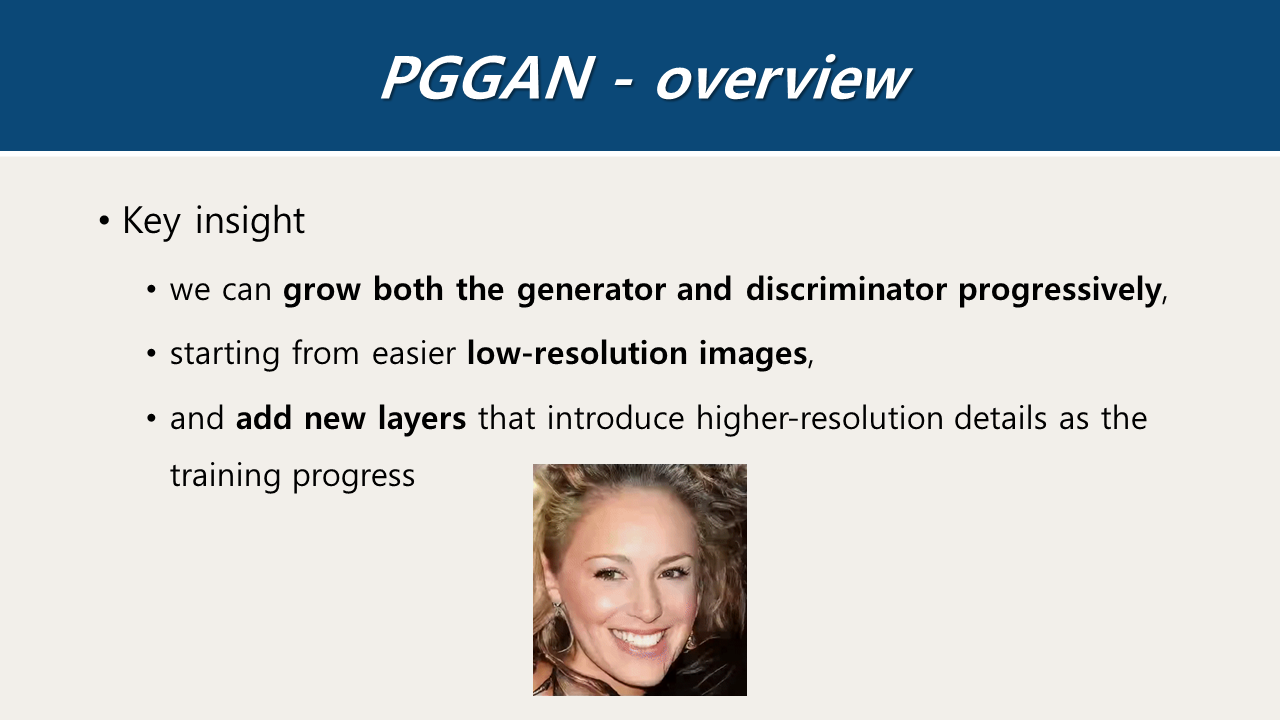 PGGAN - overview
• Key insight
• we can grow both the generator and discriminator progressively,
• starting from easier low-resolution images,
• and add new layers that introduce higher-resolution details as the
training progress